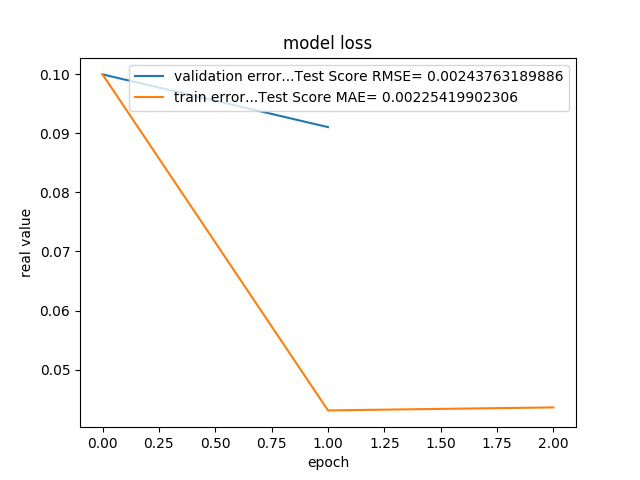 model loss
validation error...Test Score RMSE= 0.00243763189886
train error...Test Score MAE= 0.00225419902306
0.10
0.09
0.08
0.07
0.06
0.05
real value
0.00 0.25 0.50 0.75 1.00 1.25 1.50 1.75 2.00
epoch